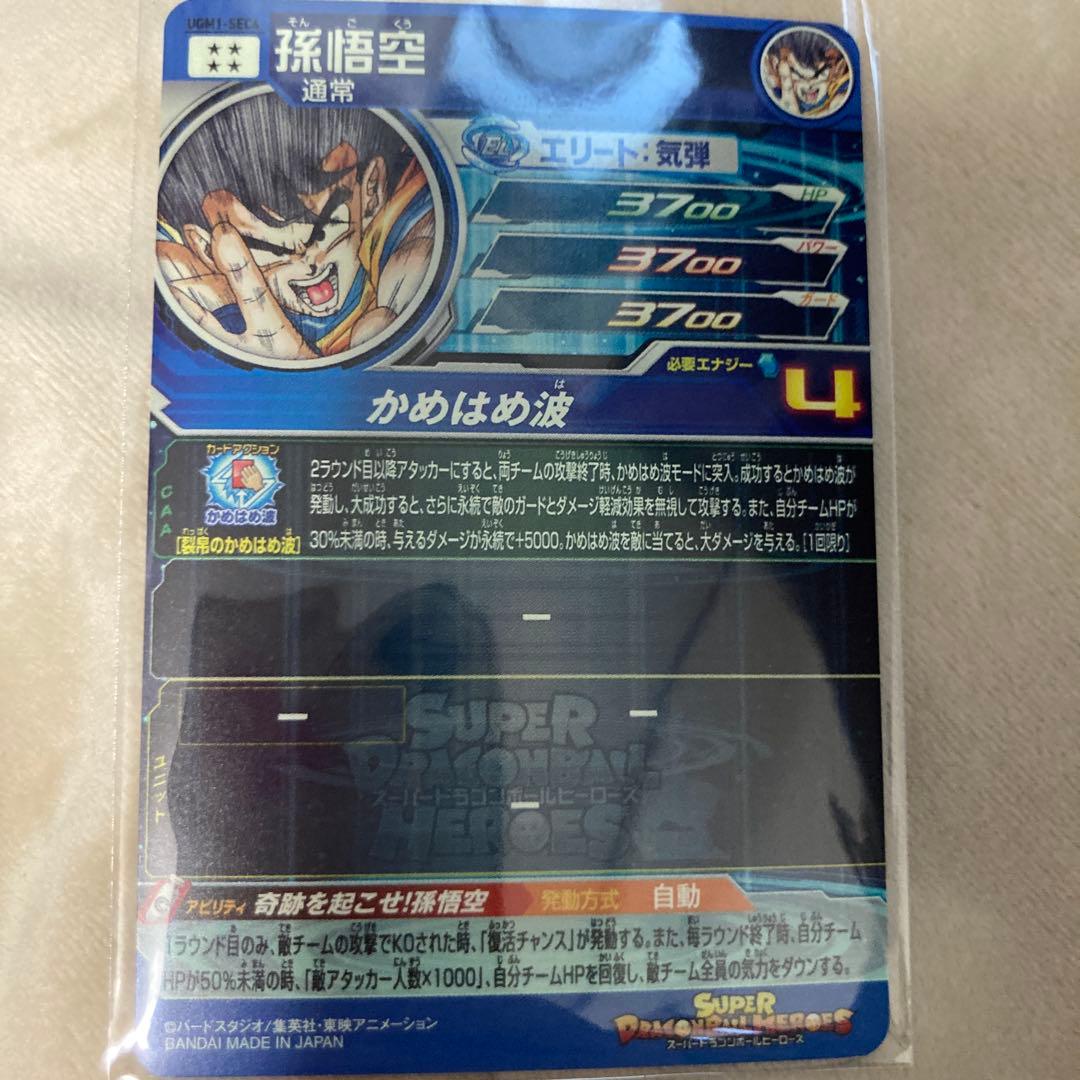 UGM1-SEC4
そん ご くう
孫悟空
通常
エリート:気弾
HP
3700
パワー
3700
ガード
3700
必要エナジー 4
は
かめはめ波
カードアクション
かめはめ波
CAA
れっぱく は
[裂帛のかめはめ波]
2ラウンド目以降アタッカーにすると、両チームの攻撃終了時、かめはめ波モードに突入。成功するとかめはめ波が
発動し、大成功すると、さらに永続で敵のガードとダメージ軽減効果を無視して攻撃する。また、自分チームHPが
30%未満の時、与えるダメージが永続で+5000。かめはめ波を敵に当てると、大ダメージを与える。[1回限り]
ー
ユニット
ー ー
ー
SUPER
DRAGONBALL
スーパードラゴンボールヒーローズ
HEROES
アビリティ 奇跡を起こせ!孫悟空 発動方式 自動
1ラウンド目のみ、敵チームの攻撃でKOされた時、「復活チャンス」が発動する。また、毎ラウンド終了時、自分チーム
HPが50%未満の時、「敵アタッカー人数×1000」、自分チームHPを回復し、敵チーム全員の気力をダウンする。
©バードスタジオ/集英社・東映アニメーション
BANDAI MADE IN JAPAN
SUPER
DRAGONBALL HEROES
スーパードラゴンボールヒーローズ